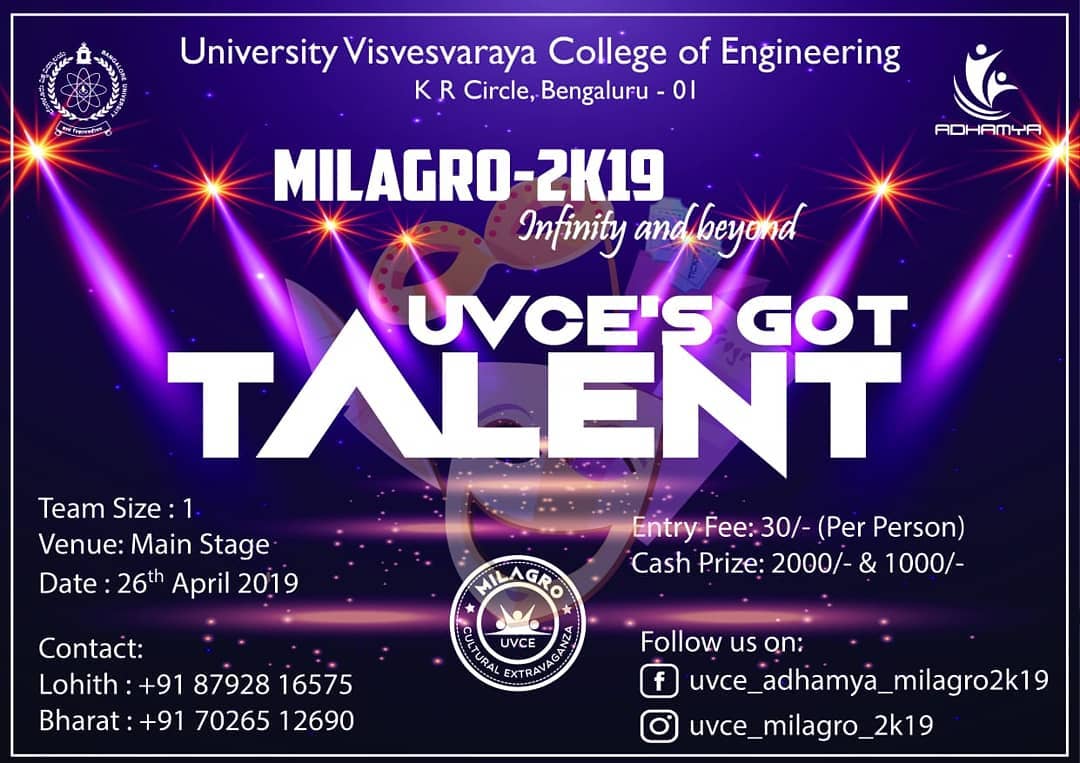 University Visvesvaraya College of Engineering
K R Circle, Bengaluru - 01
BANGALORE UNIVERSITY
ADHAMYA
MILAGRO-2K19
Infinity and beyond
UVCE'S GOT
TALENT
Team Size : 1
Venue: Main Stage
Date : 26th April 2019
Entry Fee: 30/- (Per Person)
Cash Prize: 2000/- & 1000/-
MILAGRO
UVCE
CULTURAL EXTRAVAGANZA
Contact:
Lohith : +91 87928 16575
Bharat : +91 70265 12690
Follow us on:
uvce_adhamya_milagro2k19
uvce_milagro_2k19